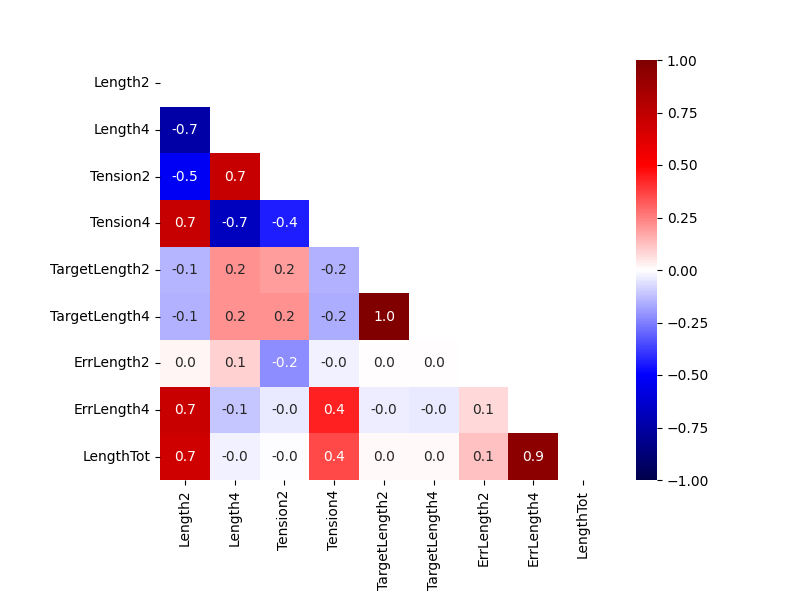 Length2
Length4 -0.7
Tension2 -0.5 0.7
Tension4 0.7 -0.7 -0.4
TargetLength2 -0.1 0.2 0.2 -0.2
TargetLength4 -0.1 0.2 0.2 -0.2 1.0
ErrLength2 0.0 0.1 -0.2 -0.0 0.0 0.0
ErrLength4 0.7 -0.1 -0.0 0.4 -0.0 -0.0 0.1
LengthTot 0.7 -0.0 -0.0 0.4 0.0 0.0 0.1 0.9
Length2
Length4
Tension2
Tension4
TargetLength2
TargetLength4
ErrLength2
ErrLength4
LengthTot
1.00
0.75
0.50
0.25
0.00
−0.25
−0.50
−0.75
−1.00